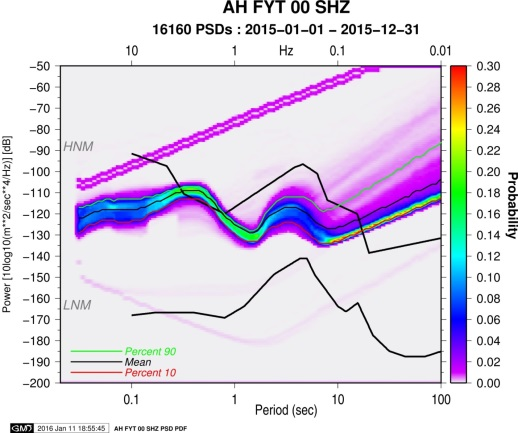 AH FYT 00 SHZ
16160 PSDs : 2015−01−01 − 2015−12−31
10 1 Hz 0.1 0.01
−50
−60
−70
−80
−90
−100
−110
−120
−130
−140
−150
−160
−170
−180
−190
−200
Power [10log10(m**2/sec**4/Hz)] [dB]
HNM
LNM
Percent 90
Mean
Percent 10
0.1 1 10 100
Period (sec)
0.30
0.28
0.26
0.24
0.22
0.20
0.18
0.16
0.14
0.12
0.10
0.08
0.06
0.04
0.02
0.00
Probability
GMD 2016 Jan 11 18:55:45 AH FYT 00 SHZ PSD PDF